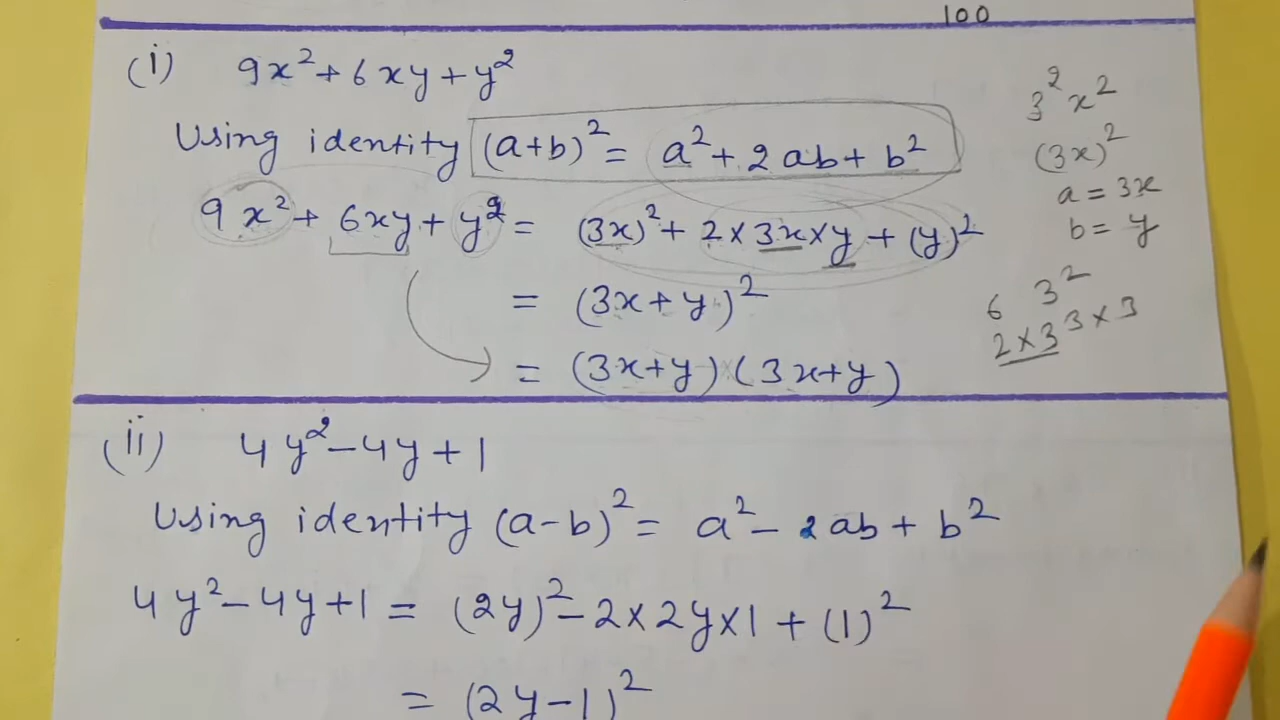 100
(i) 9x²+6xy+y²
Using identity (a+b)² = a²+2ab+b²
9x²+6xy+y² = (3x)²+2×3x×y+(y)²
= (3x+y)²
= (3x+y)(3x+y)
3²x²
(3x)²
a = 3x
b = y
6 3²
2×3 3×3
(ii) 4y²-4y+1
Using identity (a-b)² = a²-2ab+b²
4y²-4y+1 = (2y)²-2×2y×1+(1)²
= (2y-1)²